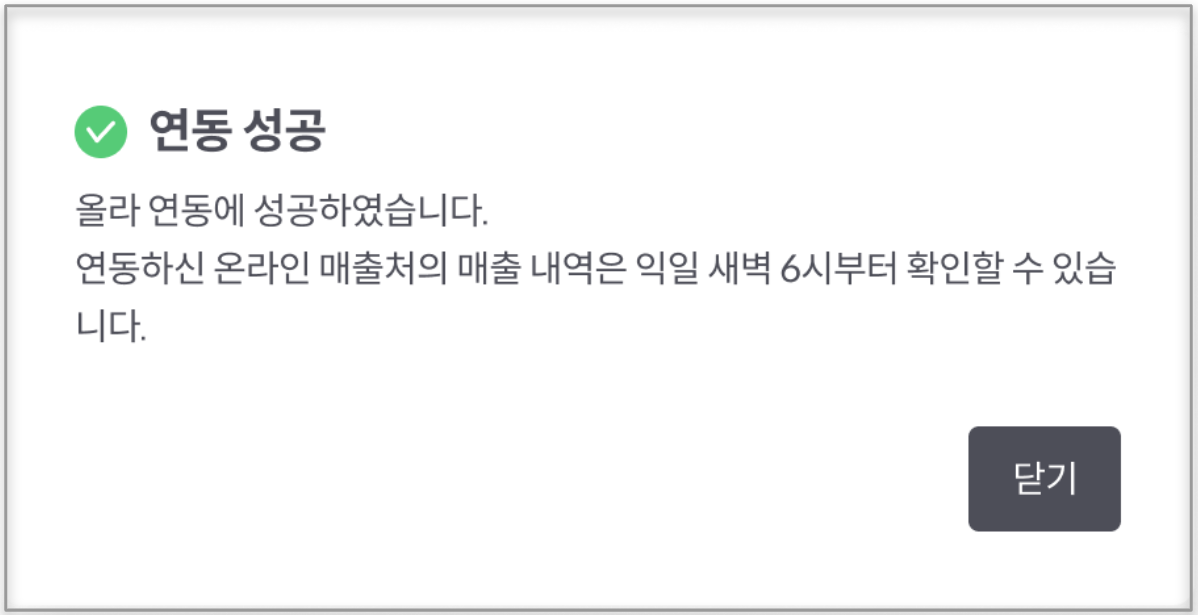 연동 성공
올라 연동에 성공하였습니다.
연동하신 온라인 매출처의 매출 내역은 익일 새벽 6시부터 확인할 수 있습
니다.
닫기